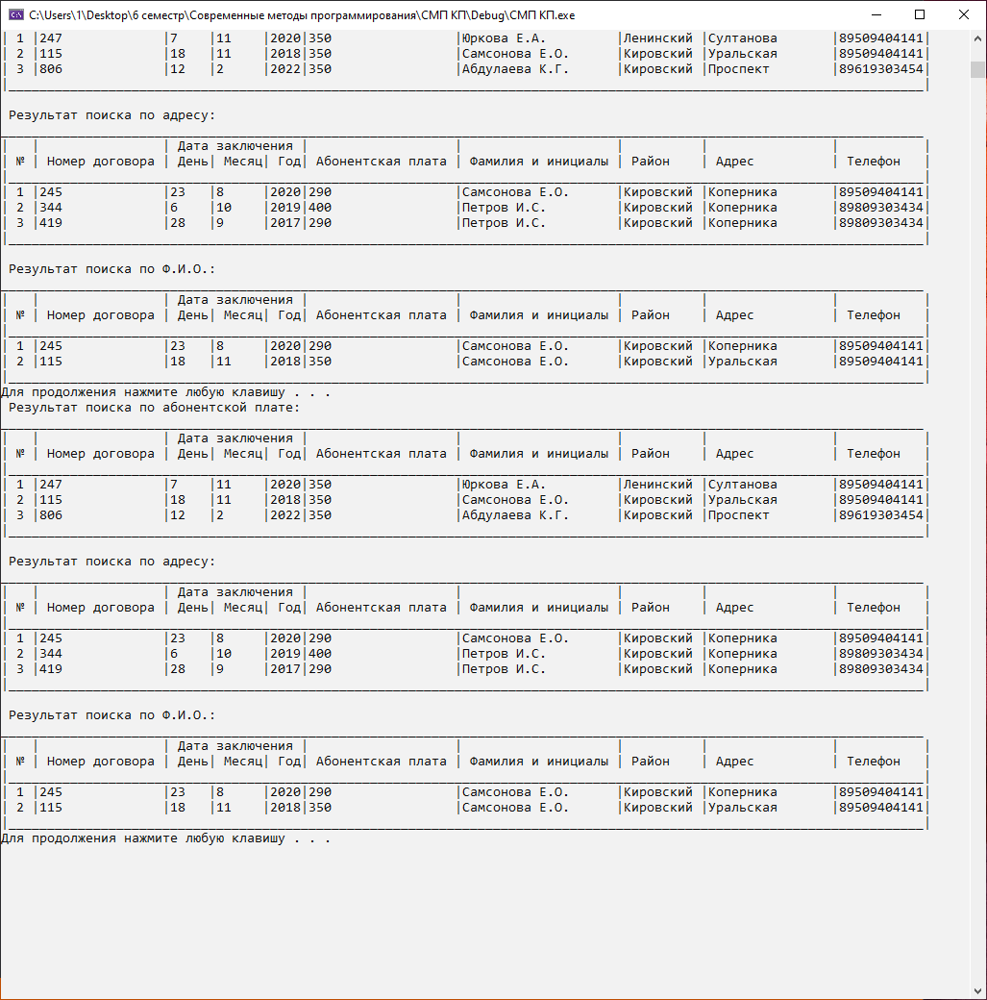 C:\Users\1\Desktop\6 семестр\Современные методы программирования\СМП КП\Debug\СМП КП.exe
| 1 |247 |7 |11 |2020|350 |Юркова Е.А. |Ленинский |Султанова |89509404141|
| 2 |115 |18 |11 |2018|350 |Самсонова Е.О. |Кировский |Уральская |89509404141|
| 3 |806 |12 |2 |2022|350 |Абдулаева К.Г. |Кировский |Проспект |89619303454|
Результат поиска по адресу:
| | | Дата заключения | | | | | |
| № | Номер договора | День| Месяц| Год| Абонентская плата | Фамилия и инициалы | Район | Адрес | Телефон |
| 1 |245 |23 |8 |2020|290 |Самсонова Е.О. |Кировский |Коперника |89509404141|
| 2 |344 |6 |10 |2019|400 |Петров И.С. |Кировский |Коперника |89809303434|
| 3 |419 |28 |9 |2017|290 |Петров И.С. |Кировский |Коперника |89809303434|
Результат поиска по Ф.И.О.:
| | | Дата заключения | | | | | |
| № | Номер договора | День| Месяц| Год| Абонентская плата | Фамилия и инициалы | Район | Адрес | Телефон |
| 1 |245 |23 |8 |2020|290 |Самсонова Е.О. |Кировский |Коперника |89509404141|
| 2 |115 |18 |11 |2018|350 |Самсонова Е.О. |Кировский |Уральская |89509404141|
Для продолжения нажмите любую клавишу . . .
Результат поиска по абонентской плате:
| | | Дата заключения | | | | | |
| № | Номер договора | День| Месяц| Год| Абонентская плата | Фамилия и инициалы | Район | Адрес | Телефон |
| 1 |247 |7 |11 |2020|350 |Юркова Е.А. |Ленинский |Султанова |89509404141|
| 2 |115 |18 |11 |2018|350 |Самсонова Е.О. |Кировский |Уральская |89509404141|
| 3 |806 |12 |2 |2022|350 |Абдулаева К.Г. |Кировский |Проспект |89619303454|
Результат поиска по адресу:
| | | Дата заключения | | | | | |
| № | Номер договора | День| Месяц| Год| Абонентская плата | Фамилия и инициалы | Район | Адрес | Телефон |
| 1 |245 |23 |8 |2020|290 |Самсонова Е.О. |Кировский |Коперника |89509404141|
| 2 |344 |6 |10 |2019|400 |Петров И.С. |Кировский |Коперника |89809303434|
| 3 |419 |28 |9 |2017|290 |Петров И.С. |Кировский |Коперника |89809303434|
Результат поиска по Ф.И.О.:
| | | Дата заключения | | | | | |
| № | Номер договора | День| Месяц| Год| Абонентская плата | Фамилия и инициалы | Район | Адрес | Телефон |
| 1 |245 |23 |8 |2020|290 |Самсонова Е.О. |Кировский |Коперника |89509404141|
| 2 |115 |18 |11 |2018|350 |Самсонова Е.О. |Кировский |Уральская |89509404141|
Для продолжения нажмите любую клавишу . . .